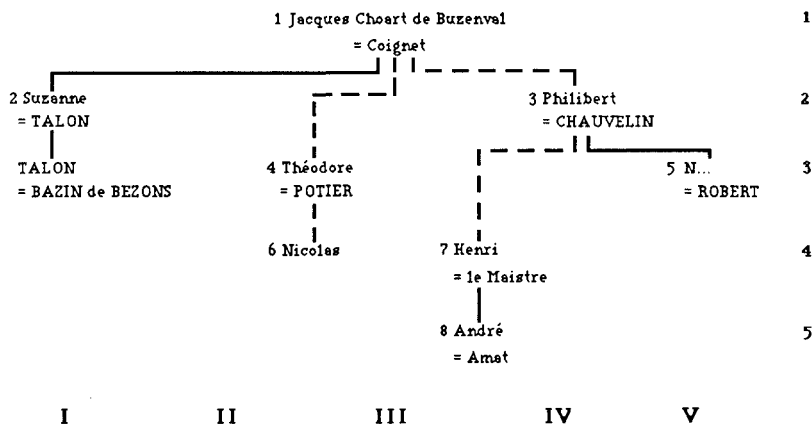 1 Jacques Choart de Buzenval 1
= Coignet
2 Suzanne 3 Philibert 2
= TALON = CHAUVELIN
TALON 4 Théodore 5 N... 3
= BAZIN de BEZONS = POTIER = ROBERT
6 Nicolas 7 Henri 4
= le Maistre
8 André 5
= Amat
I II III IV V